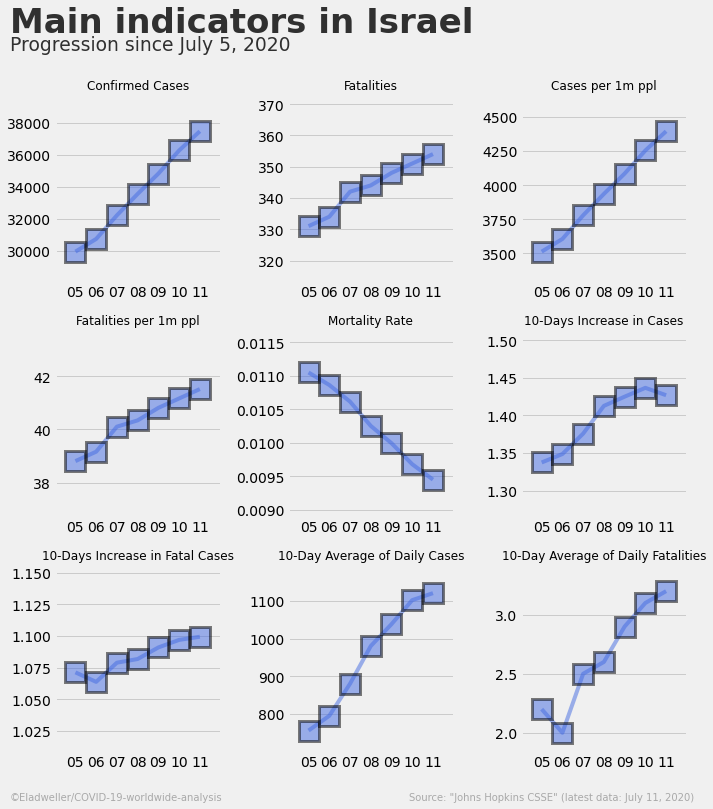 Main indicators in Israel
Progression since July 5, 2020
Confirmed Cases
38000
36000
34000
32000
30000
05 06 07 08 09 10 11
Fatalities
370
360
350
340
330
320
05 06 07 08 09 10 11
Cases per 1m ppl
4500
4250
4000
3750
3500
05 06 07 08 09 10 11
Fatalities per 1m ppl
42
40
38
05 06 07 08 09 10 11
Mortality Rate
0.0115
0.0110
0.0105
0.0100
0.0095
0.0090
05 06 07 08 09 10 11
10-Days Increase in Cases
1.50
1.45
1.40
1.35
1.30
05 06 07 08 09 10 11
10-Days Increase in Fatal Cases
1.150
1.125
1.100
1.075
1.050
1.025
05 06 07 08 09 10 11
10-Day Average of Daily Cases
1100
1000
900
800
05 06 07 08 09 10 11
10-Day Average of Daily Fatalities
3.0
2.5
2.0
05 06 07 08 09 10 11
©Eladweller/COVID-19-worldwide-analysis
Source: "Johns Hopkins CSSE" (latest data: July 11, 2020)